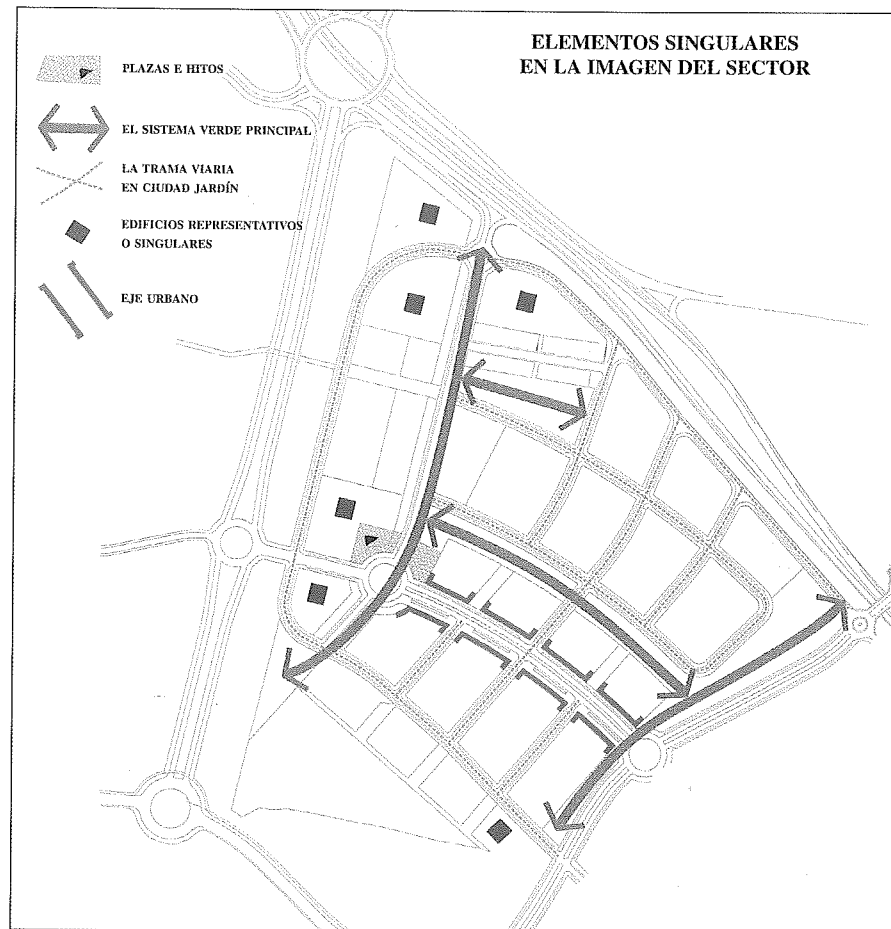 ELEMENTOS SINGULARES
EN LA IMAGEN DEL SECTOR
PLAZAS E HITOS
EL SISTEMA VERDE PRINCIPAL
LA TRAMA VIARIA
EN CIUDAD JARDÍN
EDIFICIOS REPRESENTATIVOS
O SINGULARES
EJE URBANO